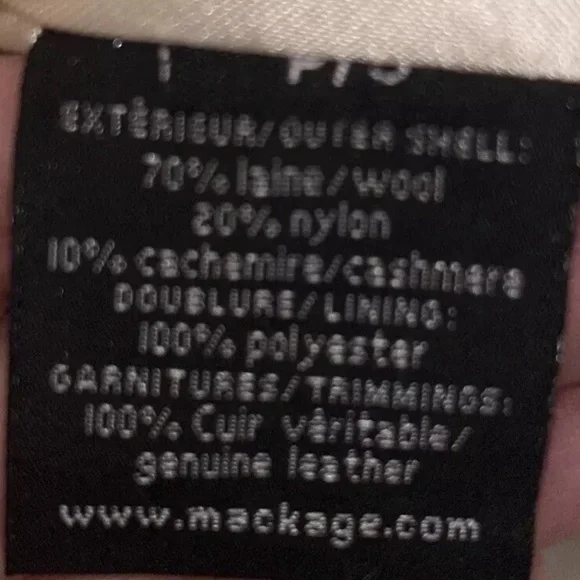 P/S
EXTÉRIEUR/OUTER SHELL:
70% laine/wool
20% nylon
10% cachemire/cashmere
DOUBLURE/LINING:
100% polyester
GARNITURES/TRIMMINGS:
100% Cuir véritable/
genuine leather
www.mackage.com